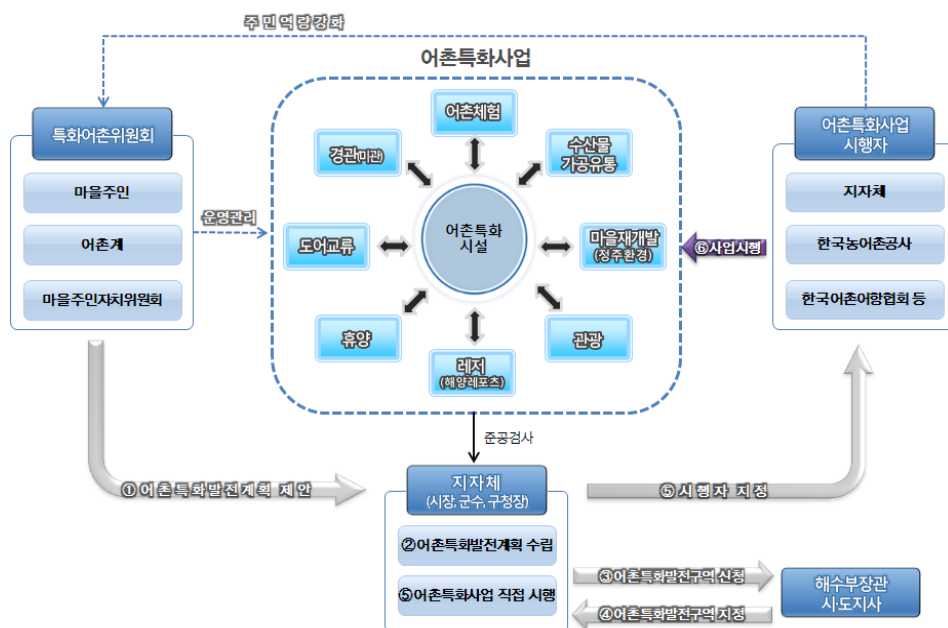 주민역량강화
어촌특화사업
특화어촌위원회
마을주민
어촌계
마을주민자치위원회
운영관리
어촌체험
경관(미관)
수산물
가공유통
도어교류
어촌특화
시설
마을재개발
(정주환경)
휴양
관광
레저
(해양레포츠)
⑥사업시행
어촌특화사업
시행자
지자체
한국농어촌공사
한국어촌어항협회 등
준공검사
①어촌특화발전계획 제안
지자체
(시장, 군수, 구청장)
②어촌특화발전계획 수립
⑤어촌특화사업 직접 시행
⑤시행자 지정
③어촌특화발전구역 신청
④어촌특화발전구역 지정
해수부장관
시·도지사